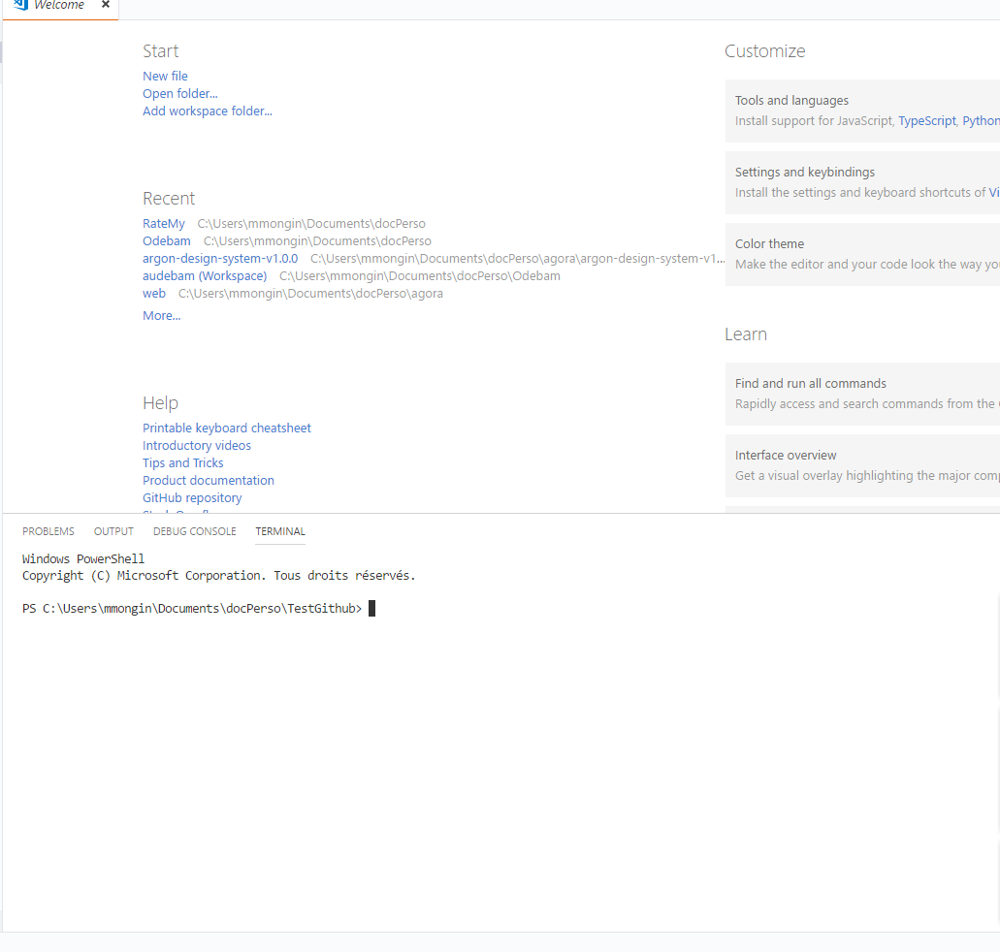 Welcome
Start
New file
Open folder...
Add workspace folder...
Recent
RateMy C:\Users\mmongin\Documents\docPerso
Odebam C:\Users\mmongin\Documents\docPerso
argon-design-system-v1.0.0 C:\Users\mmongin\Documents\docPerso\agora\argon-design-system-v1...
audebam (Workspace) C:\Users\mmongin\Documents\docPerso\Odebam
web C:\Users\mmongin\Documents\docPerso\agora
More...
Help
Printable keyboard cheatsheet
Introductory videos
Tips and Tricks
Product documentation
GitHub repository
Customize
Tools and languages
Install support for JavaScript, TypeScript, Python
Settings and keybindings
Install the settings and keyboard shortcuts of Vi
Color theme
Make the editor and your code look the way you
Learn
Find and run all commands
Rapidly access and search commands from the
Interface overview
Get a visual overlay highlighting the major comp
PROBLEMS OUTPUT DEBUG CONSOLE TERMINAL
Windows PowerShell
Copyright (C) Microsoft Corporation. Tous droits réservés.
PS C:\Users\mmongin\Documents\docPerso\TestGithub>